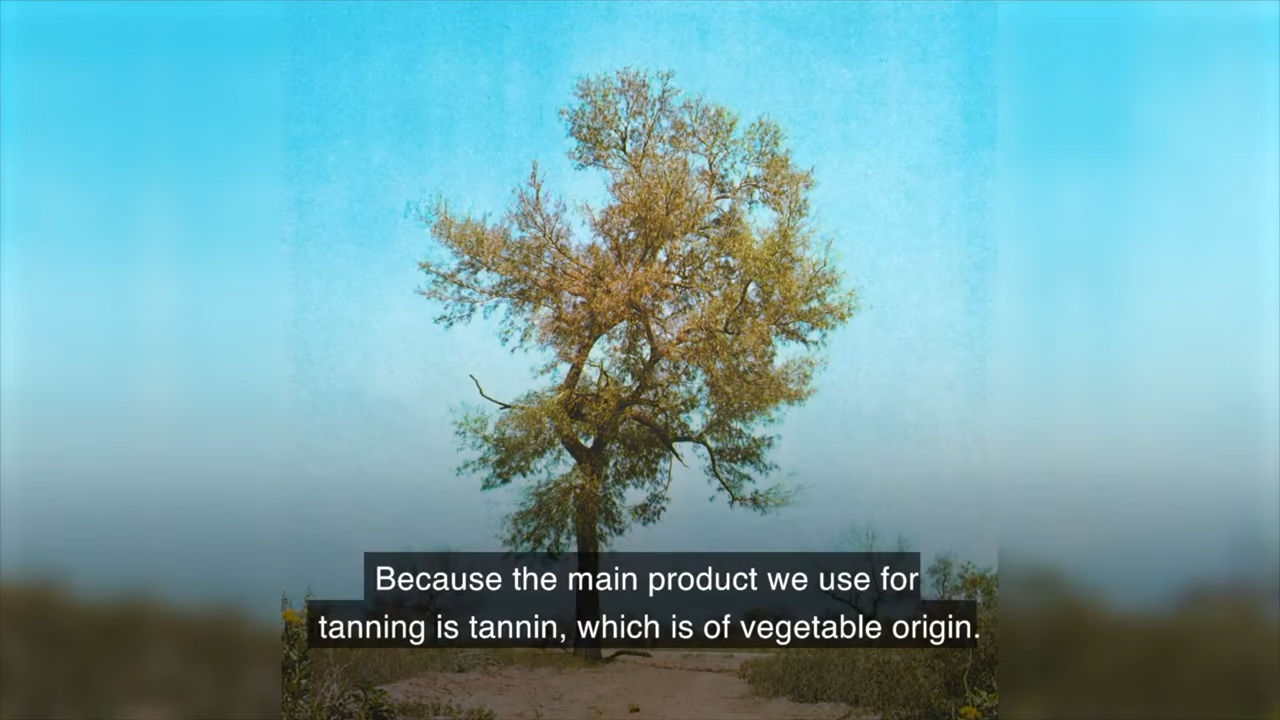 Because the main product we use for
tanning is tannin, which is of vegetable origin.